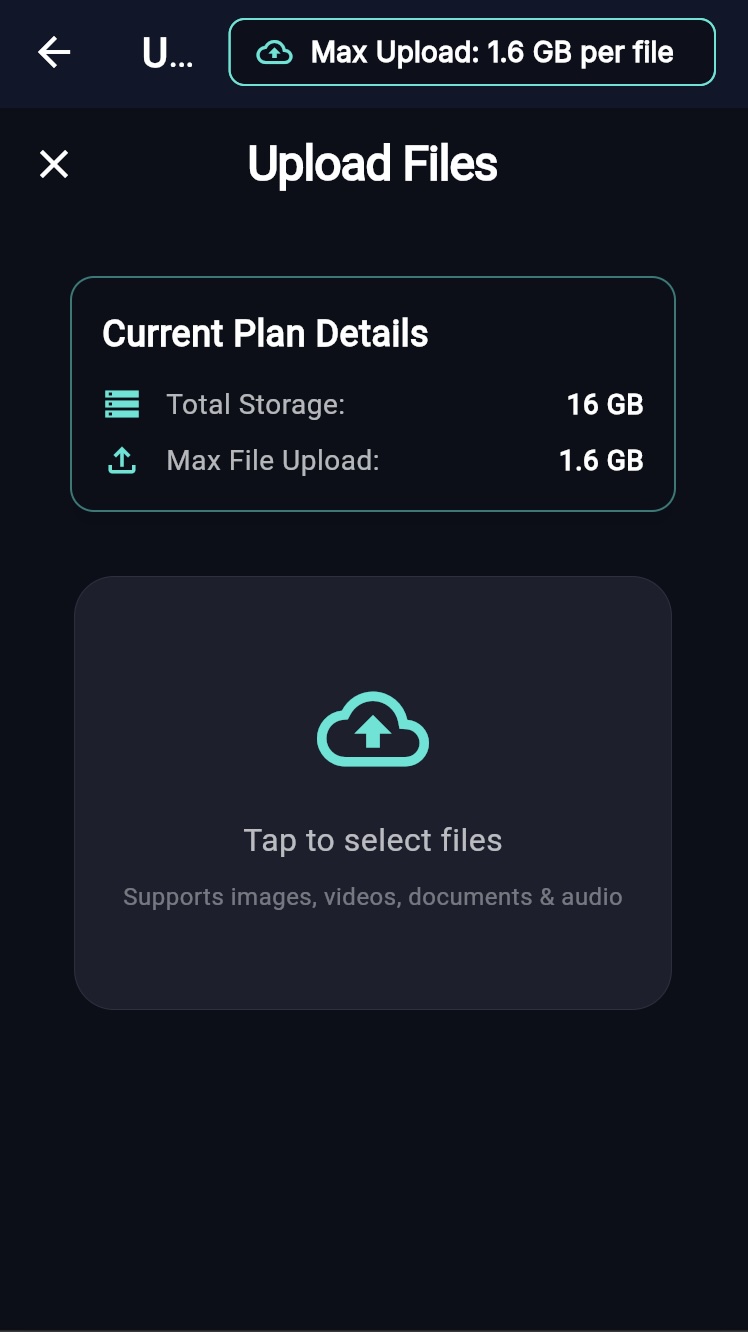 U...
Max Upload: 1.6 GB per file
Upload Files
Current Plan Details
Total Storage: 16 GB
Max File Upload: 1.6 GB
Tap to select files
Supports images, videos, documents & audio